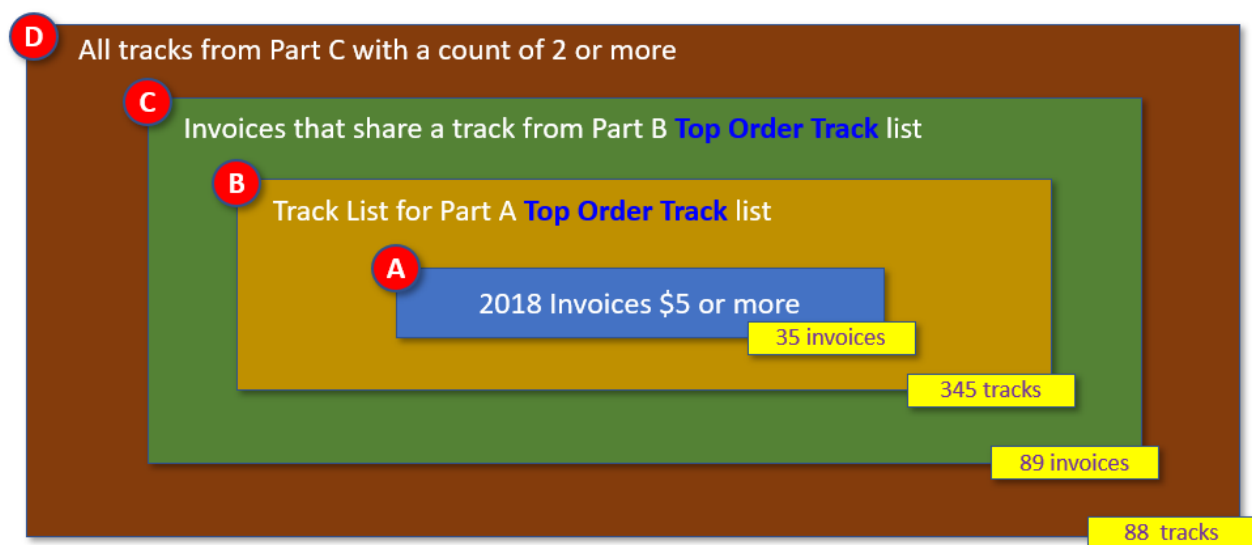 D
All tracks from Part C with a count of 2 or more
C
Invoices that share a track from Part B Top Order Track list
B
Track List for Part A Top Order Track list
A
2018 Invoices $5 or more
35 invoices
345 tracks
89 invoices
88 tracks